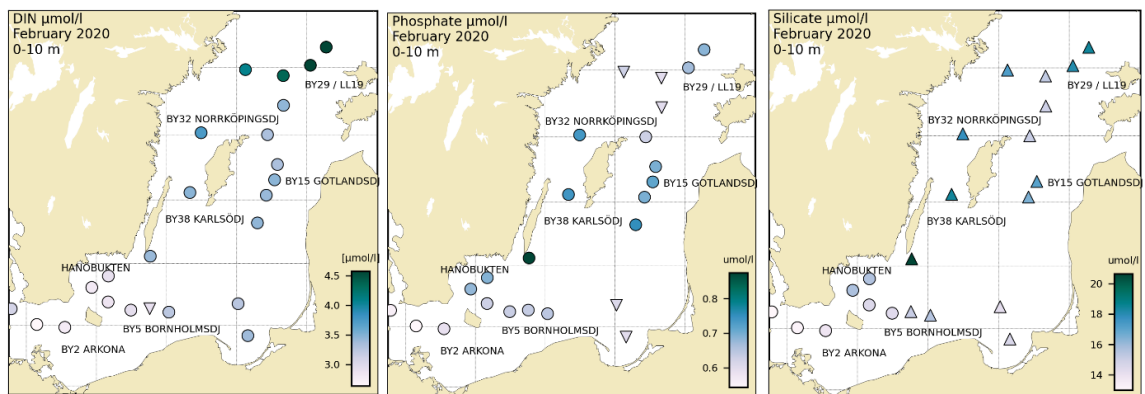 DIN µmol/l
February 2020
0-10 m
BY29 / LL19
BY32 NORRKÖPINGSDJ
BY15 GOTLANDSDJ
BY38 KARLSÖDJ
HANÖBUKTEN
BY5 BORNHOLMSDJ
BY2 ARKONA
[µmol/l
4.5
4.0
3.5
3.0
Phosphate µmol/l
February 2020
0-10 m
BY29 / LL19
BY32 NORRKÖPINGSDJ
BY15 GOTLANDSDJ
BY38 KARLSÖDJ
HANÖBUKTEN
BY5 BORNHOLMSDJ
BY2 ARKONA
umol/l
0.8
0.7
0.6
Silicate µmol/l
February 2020
0-10 m
BY29 / LL19
BY32 NORRKÖPINGSDJ
BY15 GOTLANDSDJ
BY38 KARLSÖDJ
HANÖBUKTEN
BY5 BORNHOLMSDJ
BY2 ARKONA
umol/l
20
18
16
14